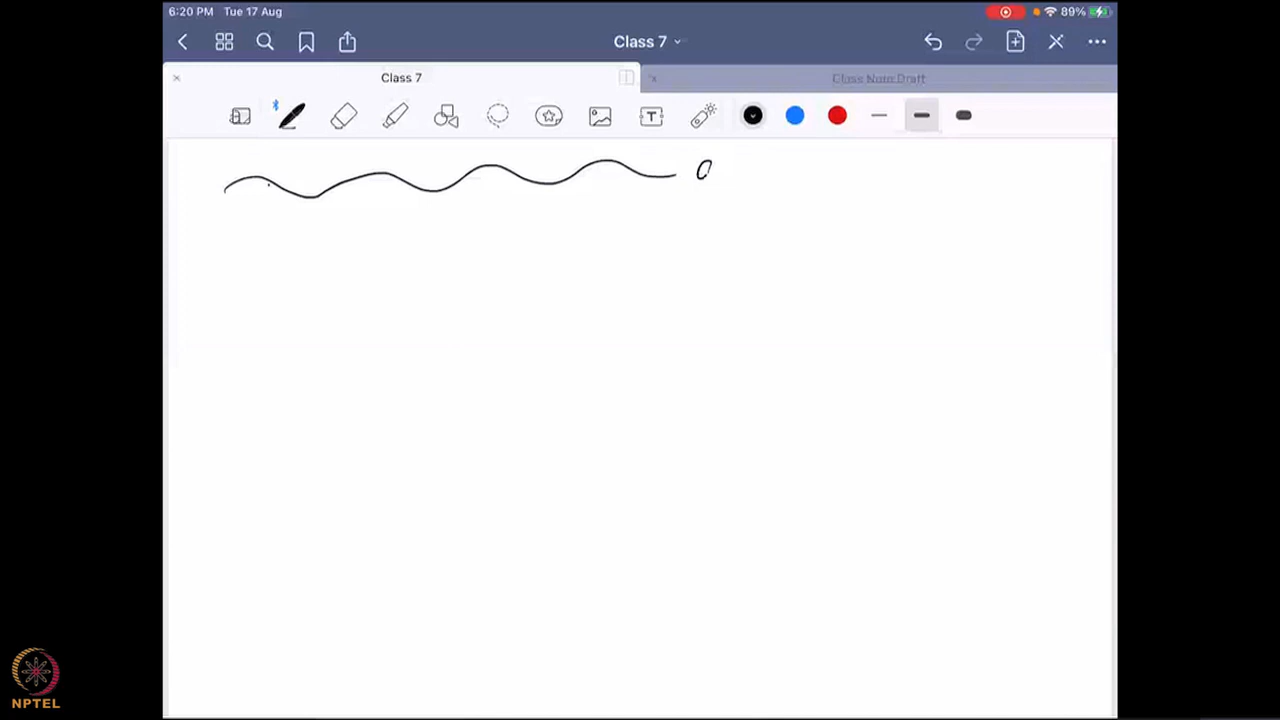 6:20 PM Tue 17 Aug
89%
Class 7
Class 7
Class Num Draft
T
0
NPTEL